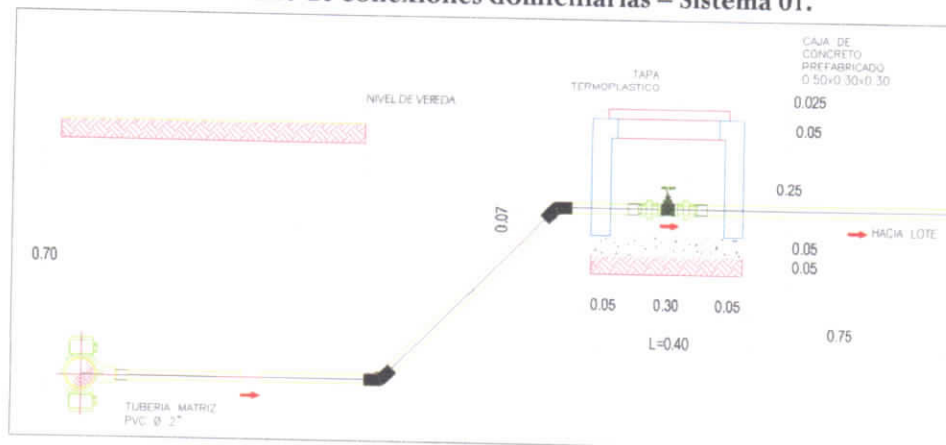 conexiones domiciliarias – Sistema 01.
CAJA DE
CONCRETO
PREFABRICADO
0.50x0.30x0.30
TAPA
TERMOPLASTICO
NIVEL DE VEREDA
0.025
0.05
0.25
0.07
HACIA LOTE
0.70
0.05
0.05
0.05 0.30 0.05
L=0.40
0.75
TUBERIA MATRIZ
PVC Ø 2"